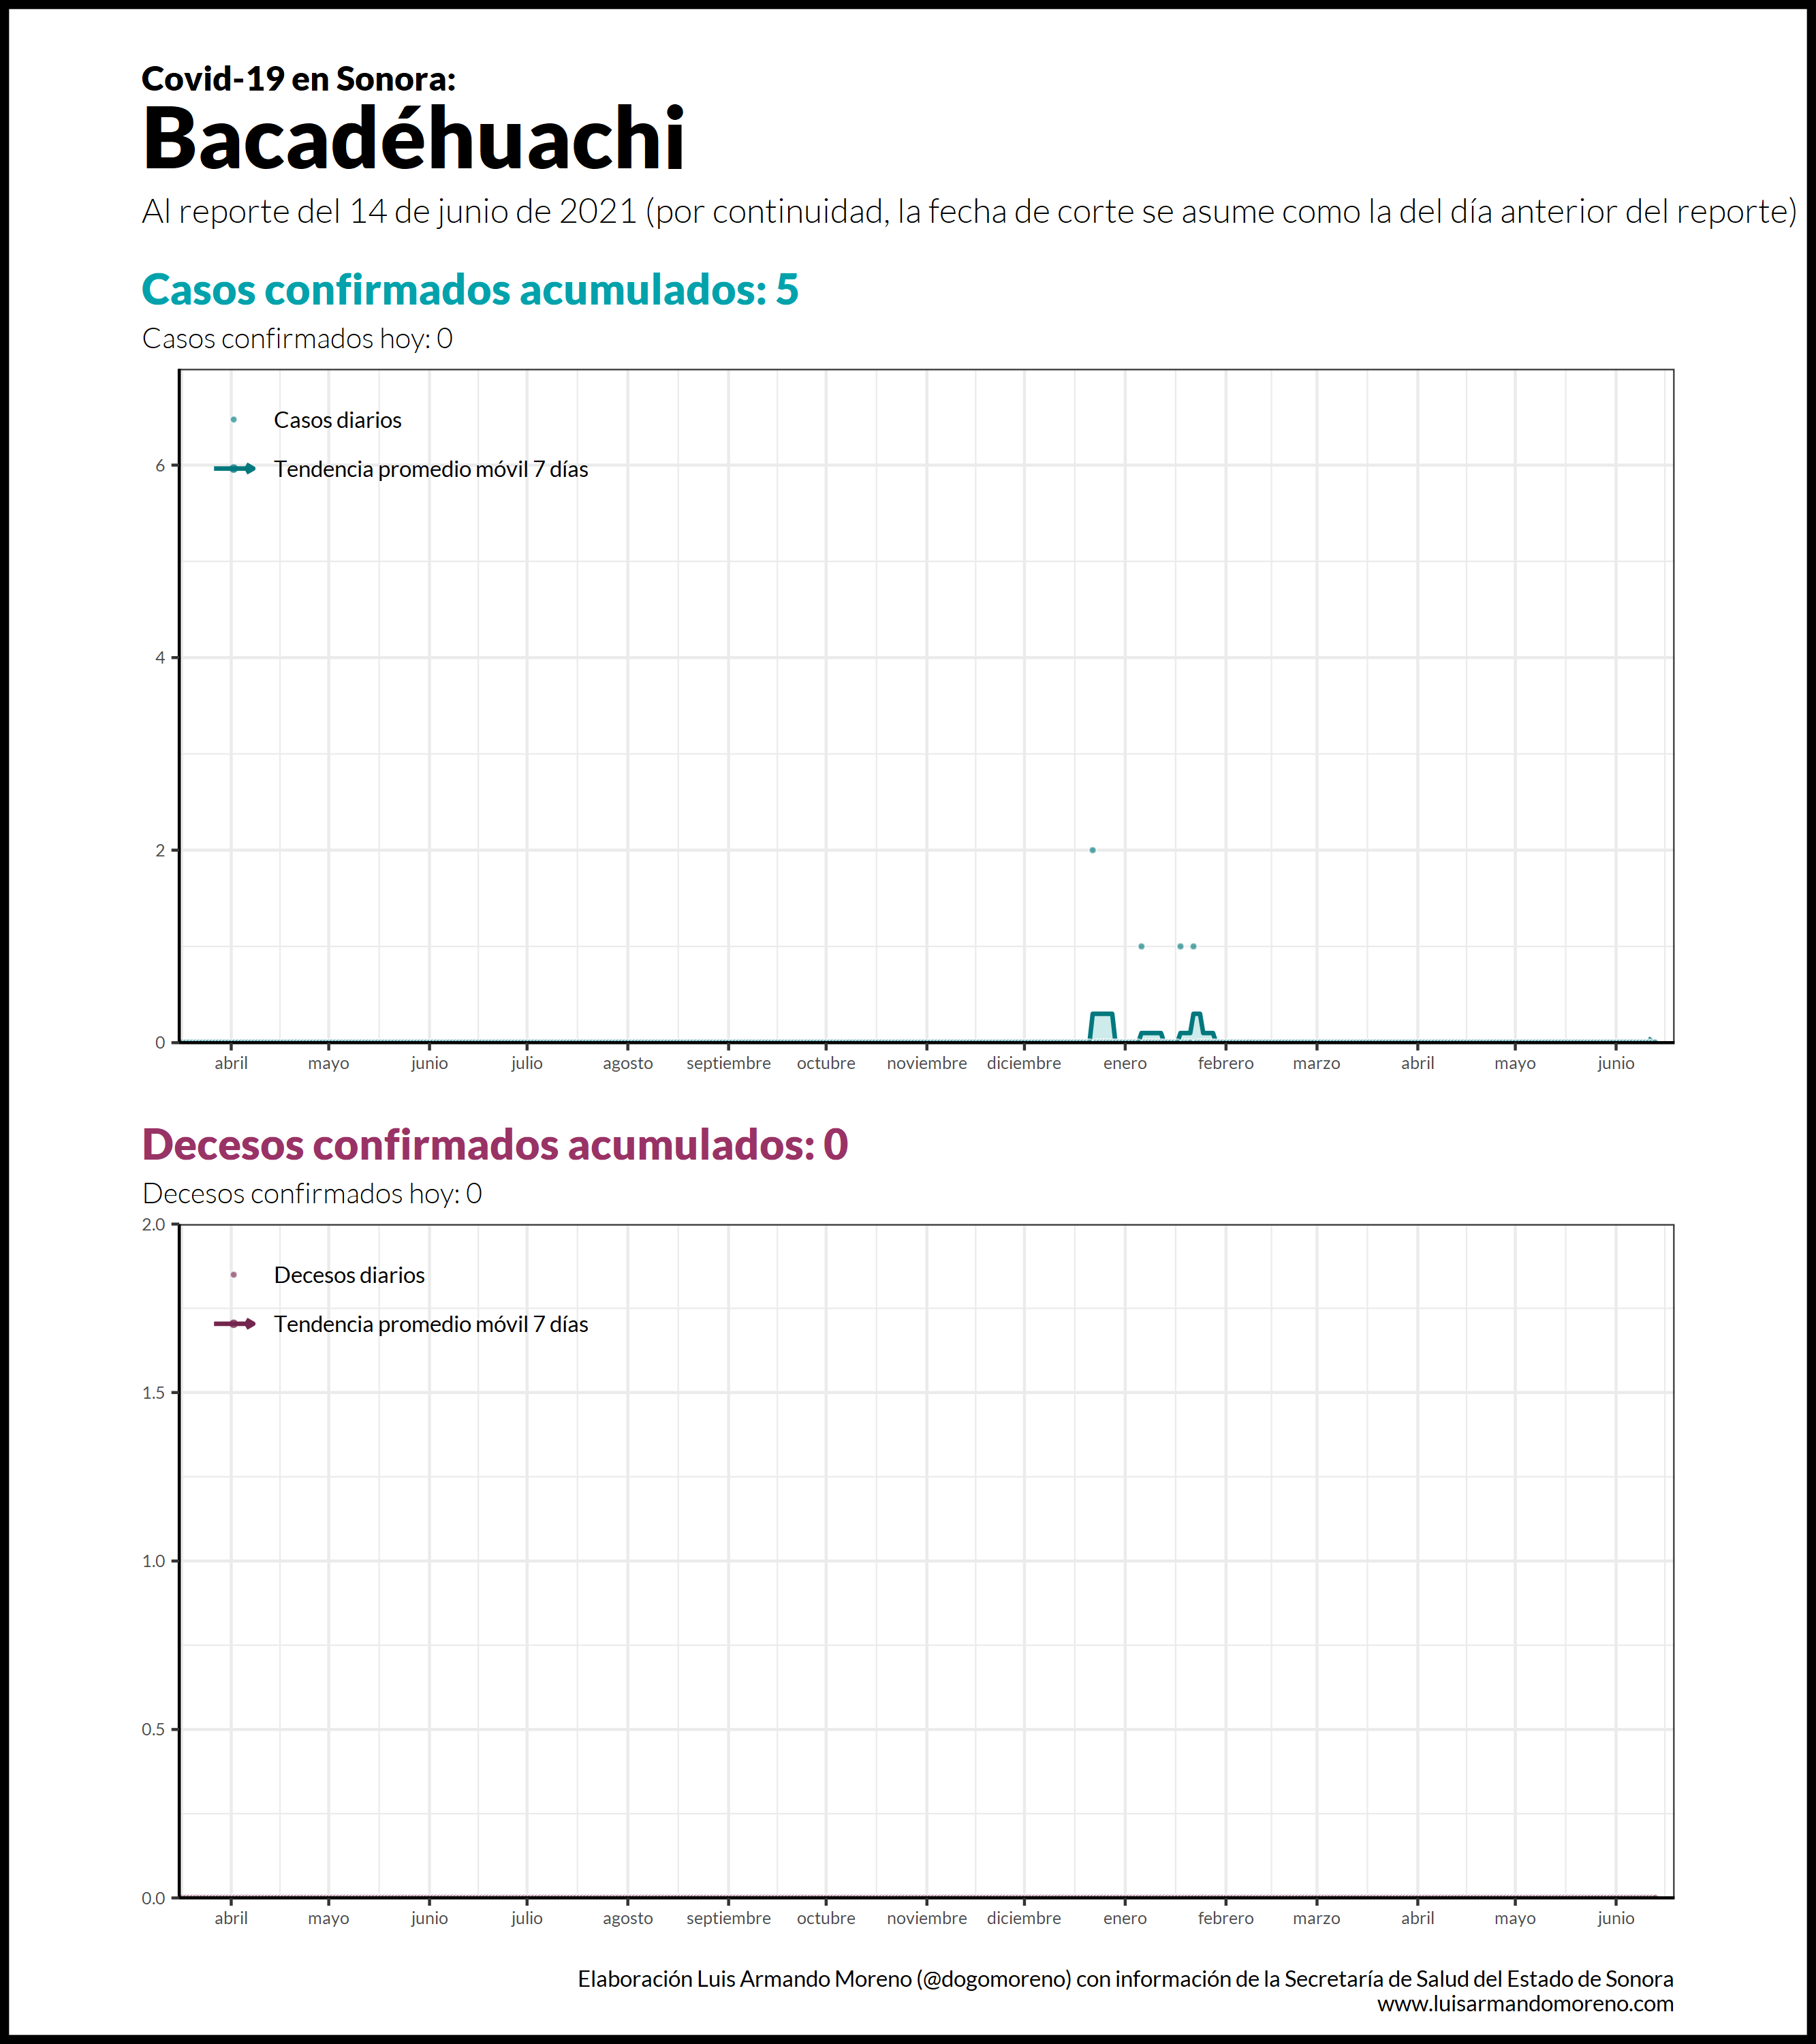 Covid-19 en Sonora:
Bacadéhuachi
Al reporte del 14 de junio de 2021 (por continuidad, la fecha de corte se asume como la del día anterior del reporte)
Casos confirmados acumulados: 5
Casos confirmados hoy: 0
Casos diarios
Tendencia promedio móvil 7 días
6
4
2
0
abril mayo junio julio agosto septiembre octubre noviembre diciembre enero febrero marzo abril mayo junio
Decesos confirmados acumulados: 0
Decesos confirmados hoy: 0
2.0
Decesos diarios
Tendencia promedio móvil 7 días
1.5
1.0
0.5
0.0
abril mayo junio julio agosto septiembre octubre noviembre diciembre enero febrero marzo abril mayo junio
Elaboración Luis Armando Moreno (@dogomoreno) con información de la Secretaría de Salud del Estado de Sonora
www.luisarmandomoreno.com